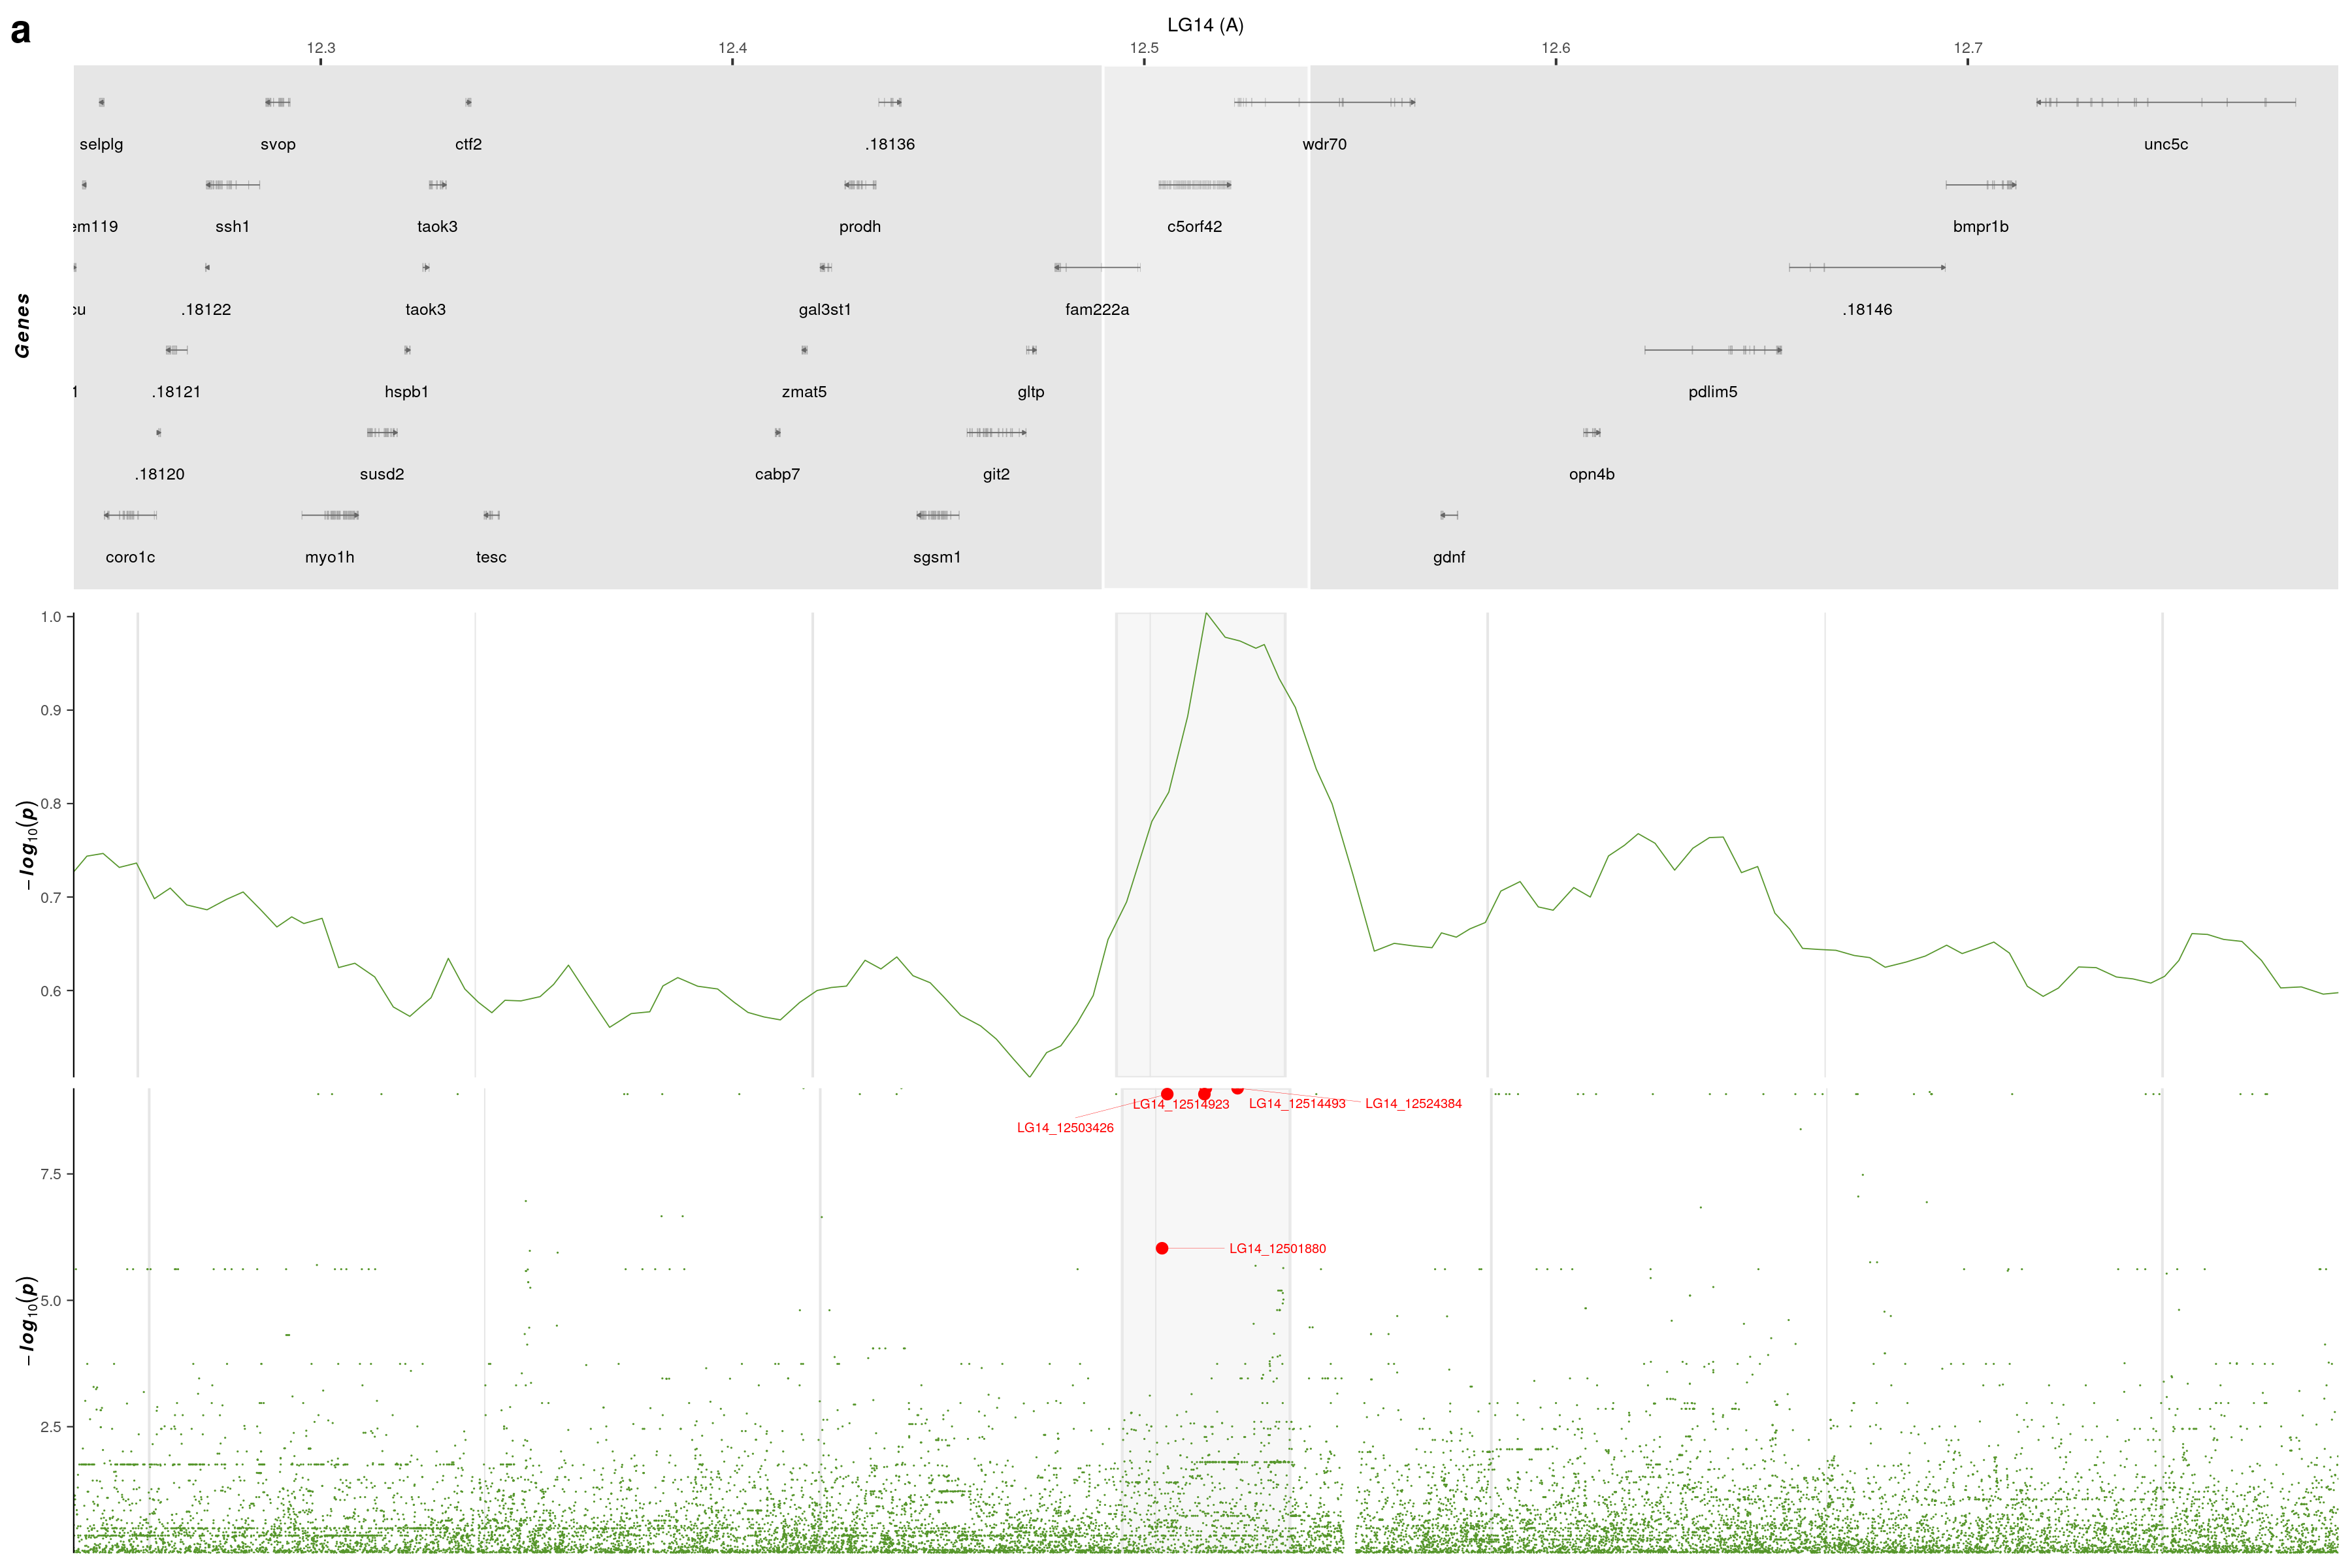 a
LG14 (A)
12.3 12.4 12.5 12.6 12.7
Genes
selplg svop ctf2 .18136 wdr70 unc5c
em119 ssh1 taok3 prodh c5orf42 bmpr1b
cu .18122 taok3 gal3st1 fam222a .18146
1 .18121 hspb1 zmat5 gltp pdlim5
.18120 susd2 cabp7 git2 opn4b
coro1c myo1h tesc sgsm1 gdnf
−log10(p)
1.0
0.9
0.8
0.7
0.6
LG14_12514923 LG14_12514493 LG14_12524384
LG14_12503426
LG14_12501880
−log10(p)
7.5
5.0
2.5